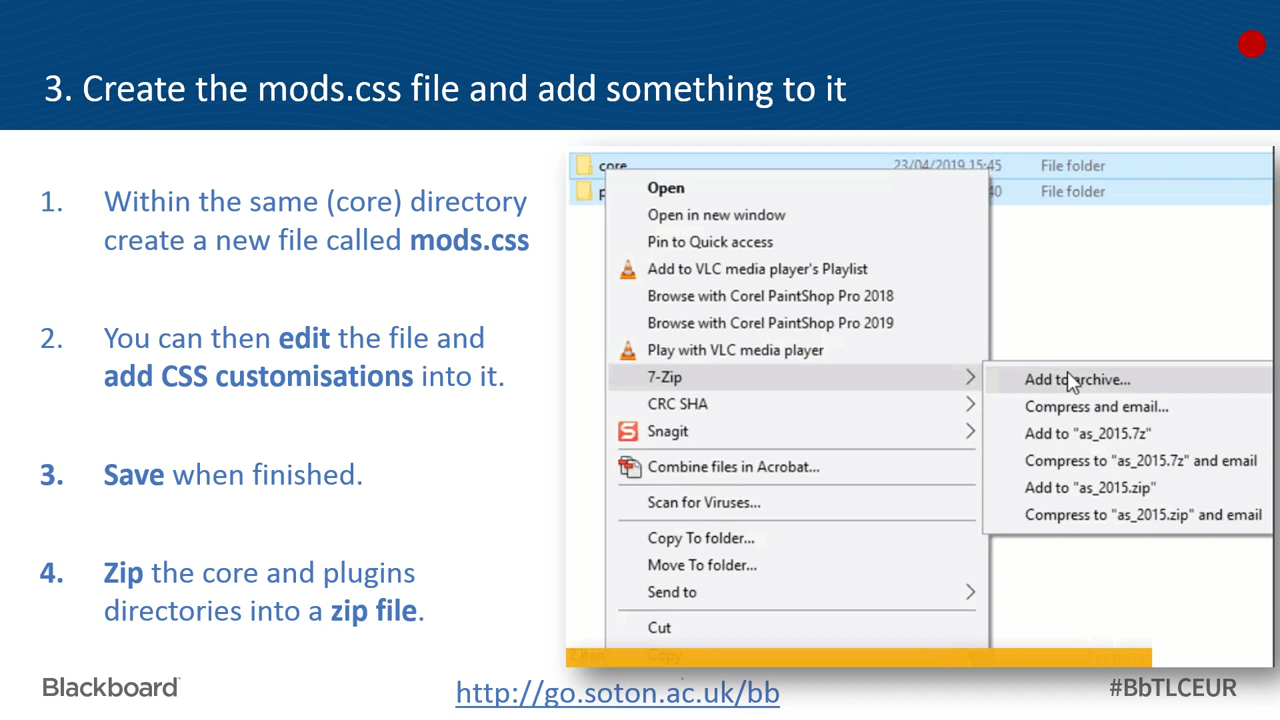 3. Create the mods.css file and add something to it
1. Within the same (core) directory
create a new file called mods.css
2. You can then edit the file and
add CSS customisations into it.
3. Save when finished.
4. Zip the core and plugins
directories into a zip file.
core 23/04/2019 15:45 File folder
p 40 File folder
Open
Open in new window
Pin to Quick access
Add to VLC media player's Playlist
Browse with Corel PaintShop Pro 2018
Browse with Corel PaintShop Pro 2019
Play with VLC media player
7-Zip
CRC SHA
Snagit
Combine files in Acrobat...
Scan for Viruses...
Copy To folder...
Move To folder...
Send to
Cut
Copy
Add to archive...
Compress and email...
Add to "as_2015.7z"
Compress to "as_2015.7z" and email
Add to "as_2015.zip"
Compress to "as_2015.zip" and email
Blackboard
http://go.soton.ac.uk/bb
#BbTLCEUR